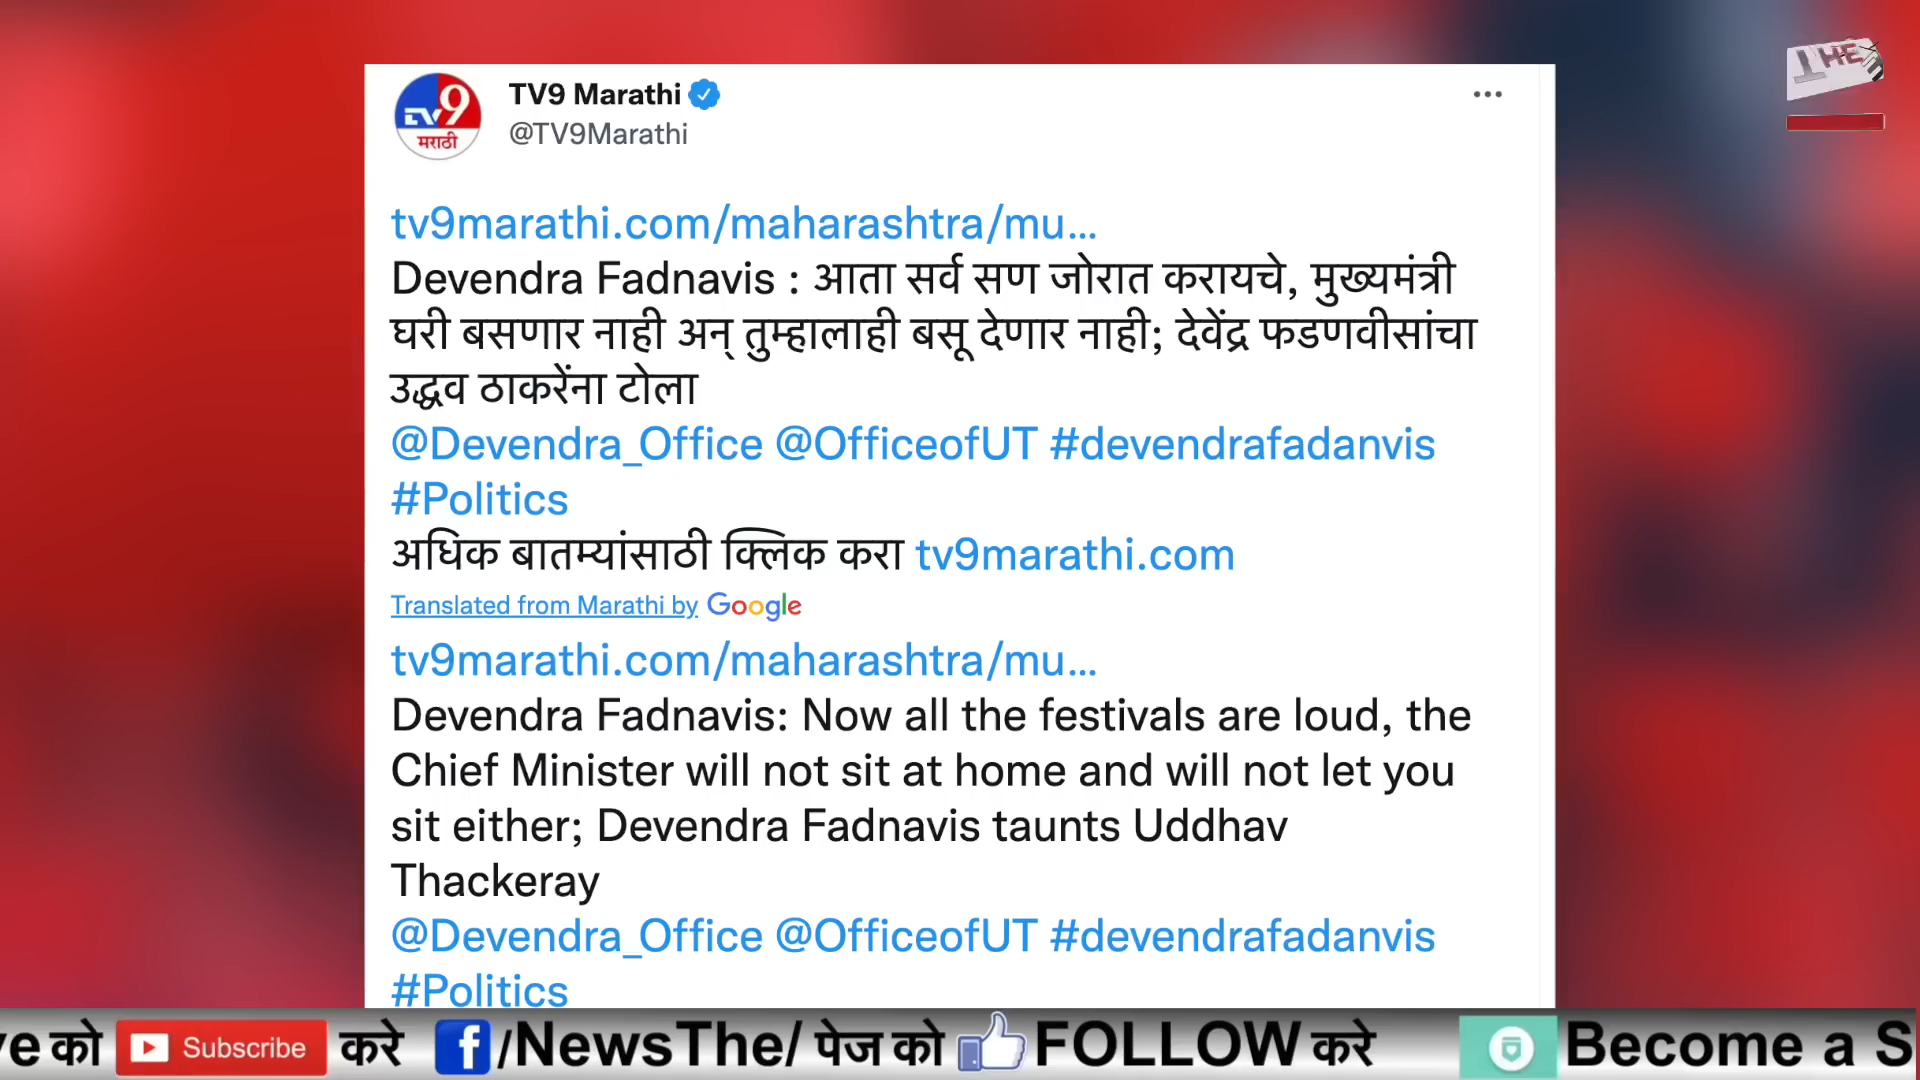 THE
TV9 Marathi
TV9
मराठी
@TV9Marathi
tv9marathi.com/maharashtra/mu...
Devendra Fadnavis : आता सर्व सण जोरात करायचे, मुख्यमंत्री
घरी बसणार नाही अन् तुम्हालाही बसू देणार नाही; देवेंद्र फडणवीसांचा
उद्धव ठाकरेंना टोला
@Devendra_Office @OfficeofUT #devendrafadanvis
#Politics
अधिक बातम्यांसाठी क्लिक करा tv9marathi.com
Translated from Marathi by Google
tv9marathi.com/maharashtra/mu...
Devendra Fadnavis: Now all the festivals are loud, the
Chief Minister will not sit at home and will not let you
sit either; Devendra Fadnavis taunts Uddhav
Thackeray
@Devendra_Office @OfficeofUT #devendrafadanvis
#Politics
को Subscribe करे f/NewsThe/ पेज को FOLLOW करे Become a S